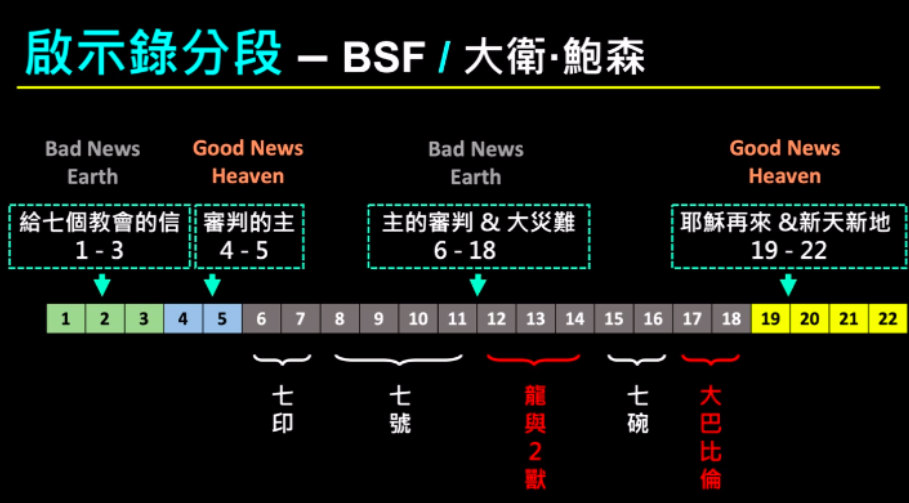 啟示錄分段 – BSF / 大衛·鮑森
Bad News
Earth
Good News
Heaven
Bad News
Earth
Good News
Heaven
給七個教會的信
1 - 3
審判的主
4 - 5
主的審判 & 大災難
6 - 18
耶穌再來 &新天新地
19 - 22
1 2 3 4 5 6 7 8 9 10 11 12 13 14 15 16 17 18 19 20 21 22
七印
七號
龍與2獸
七碗
大巴比倫